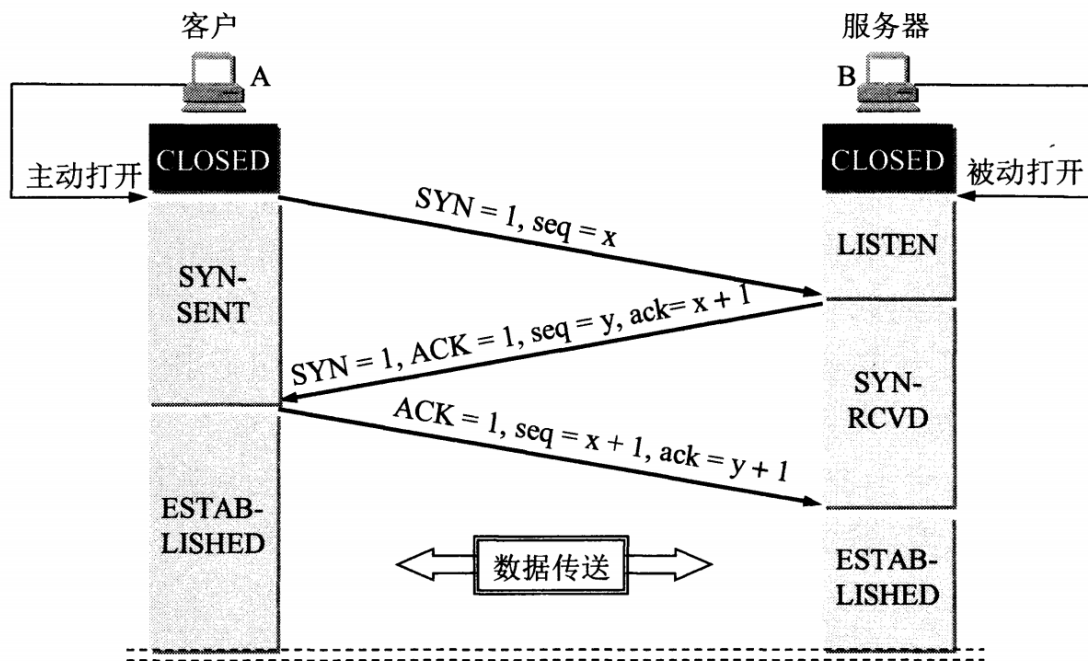 客户
服务器
A
B
CLOSED
CLOSED
主动打开
被动打开
SYN = 1, seq = x
LISTEN
SYN-
SENT
SYN = 1, ACK = 1, seq = y, ack= x + 1
SYN-
RCVD
ACK = 1, seq = x + 1, ack = y + 1
ESTAB-
LISHED
数据传送
ESTAB-
LISHED